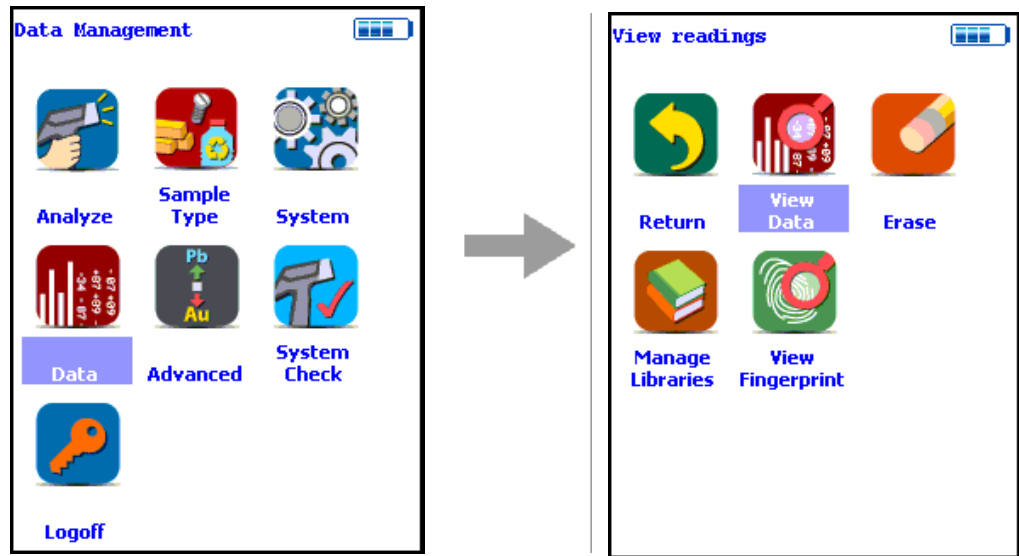 Data Management
Analyze
Sample
Type
System
Pb
Au
Data
Advanced
System
Check
Logoff
View readings
Return
View
Data
Erase
Manage
Libraries
View
Fingerprint